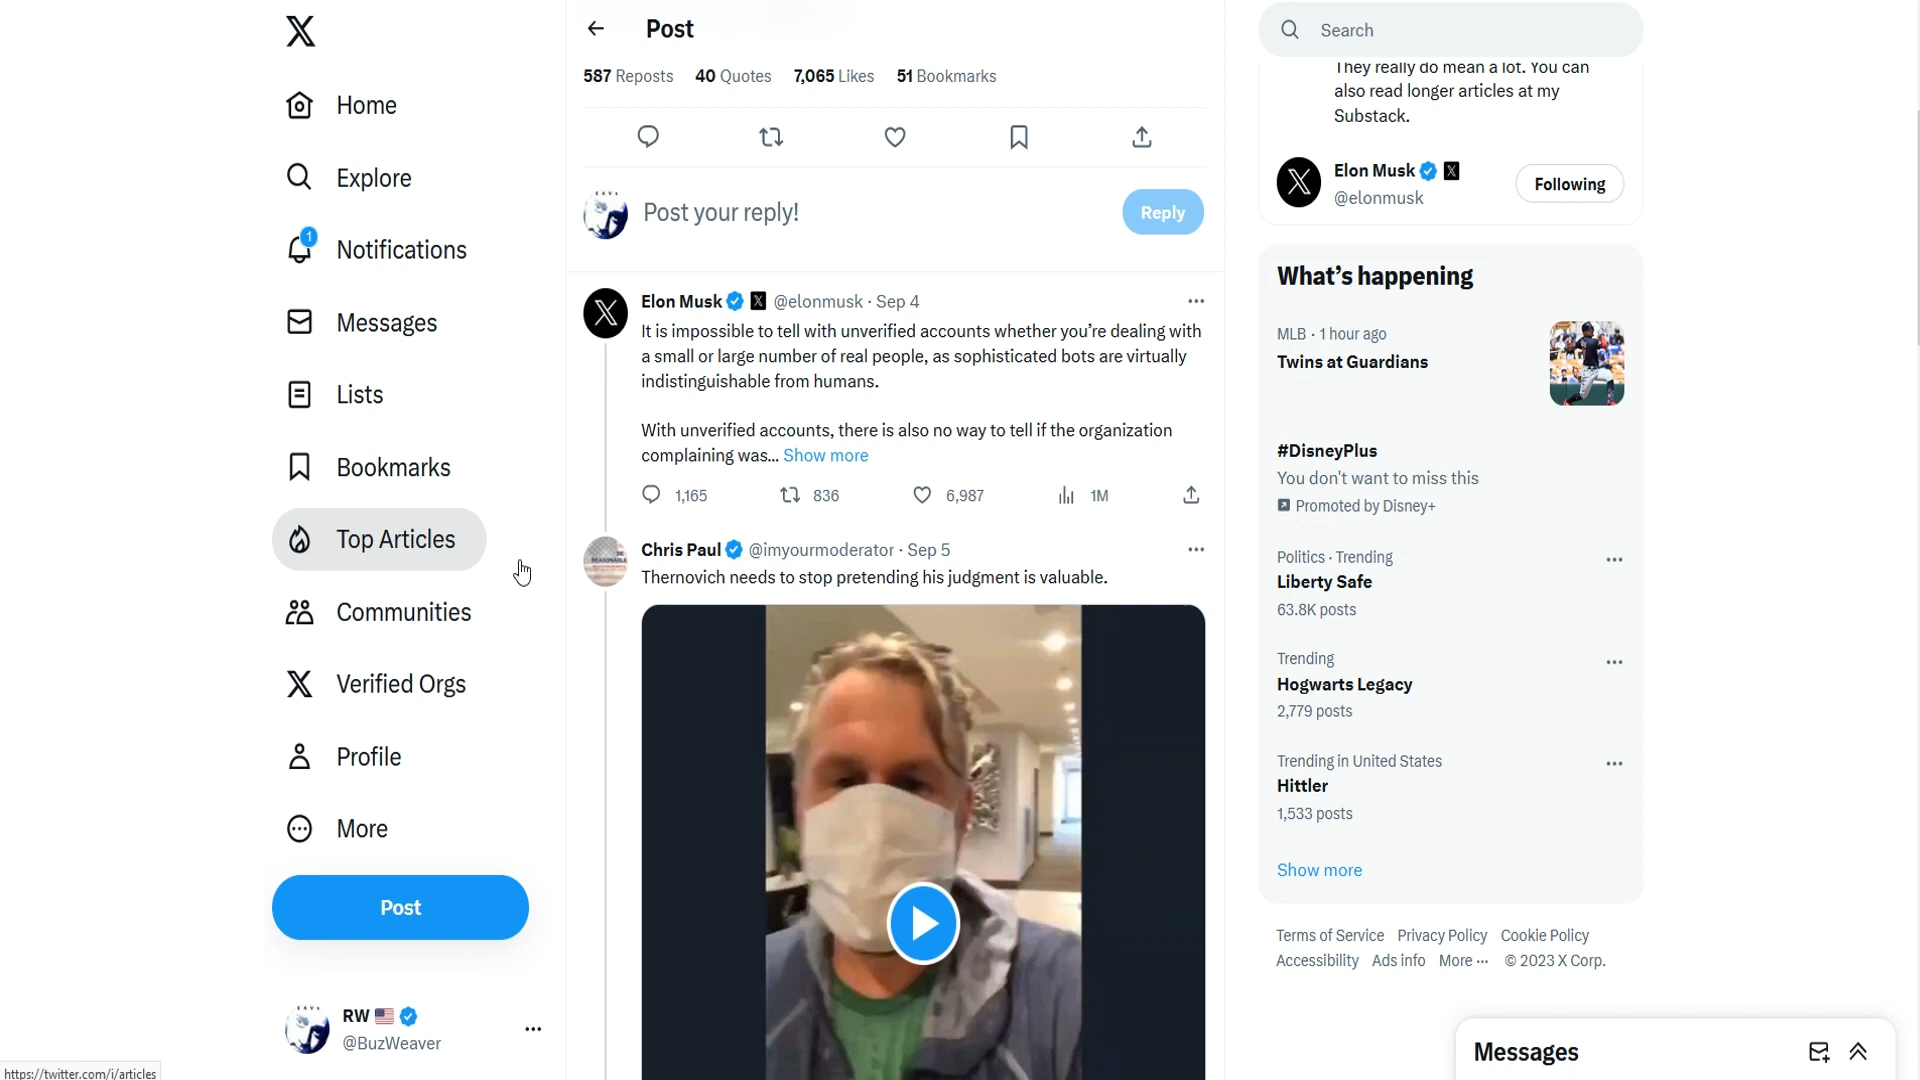 Home
Explore
1
Notifications
Messages
Lists
Bookmarks
Top Articles
Communities
Verified Orgs
Profile
More
Post
RW
@BuzWeaver
https://twitter.com/i/articles
Post
587 Reposts 40 Quotes 7,065 Likes 51 Bookmarks
Post your reply!
Reply
Elon Musk @elonmusk · Sep 4
It is impossible to tell with unverified accounts whether you’re dealing with
a small or large number of real people, as sophisticated bots are virtually
indistinguishable from humans.
With unverified accounts, there is also no way to tell if the organization
complaining was... Show more
1,165 836 6,987 1M
Chris Paul @imyourmoderator · Sep 5
Thernovich needs to stop pretending his judgment is valuable.
Search
They really do mean a lot. You can
also read longer articles at my
Substack.
Elon Musk
@elonmusk
Following
What’s happening
MLB · 1 hour ago
Twins at Guardians
#DisneyPlus
You don't want to miss this
Promoted by Disney+
Politics · Trending
Liberty Safe
63.8K posts
Trending
Hogwarts Legacy
2,779 posts
Trending in United States
Hittler
1,533 posts
Show more
Terms of Service Privacy Policy Cookie Policy
Accessibility Ads info More ··· © 2023 X Corp.
Messages